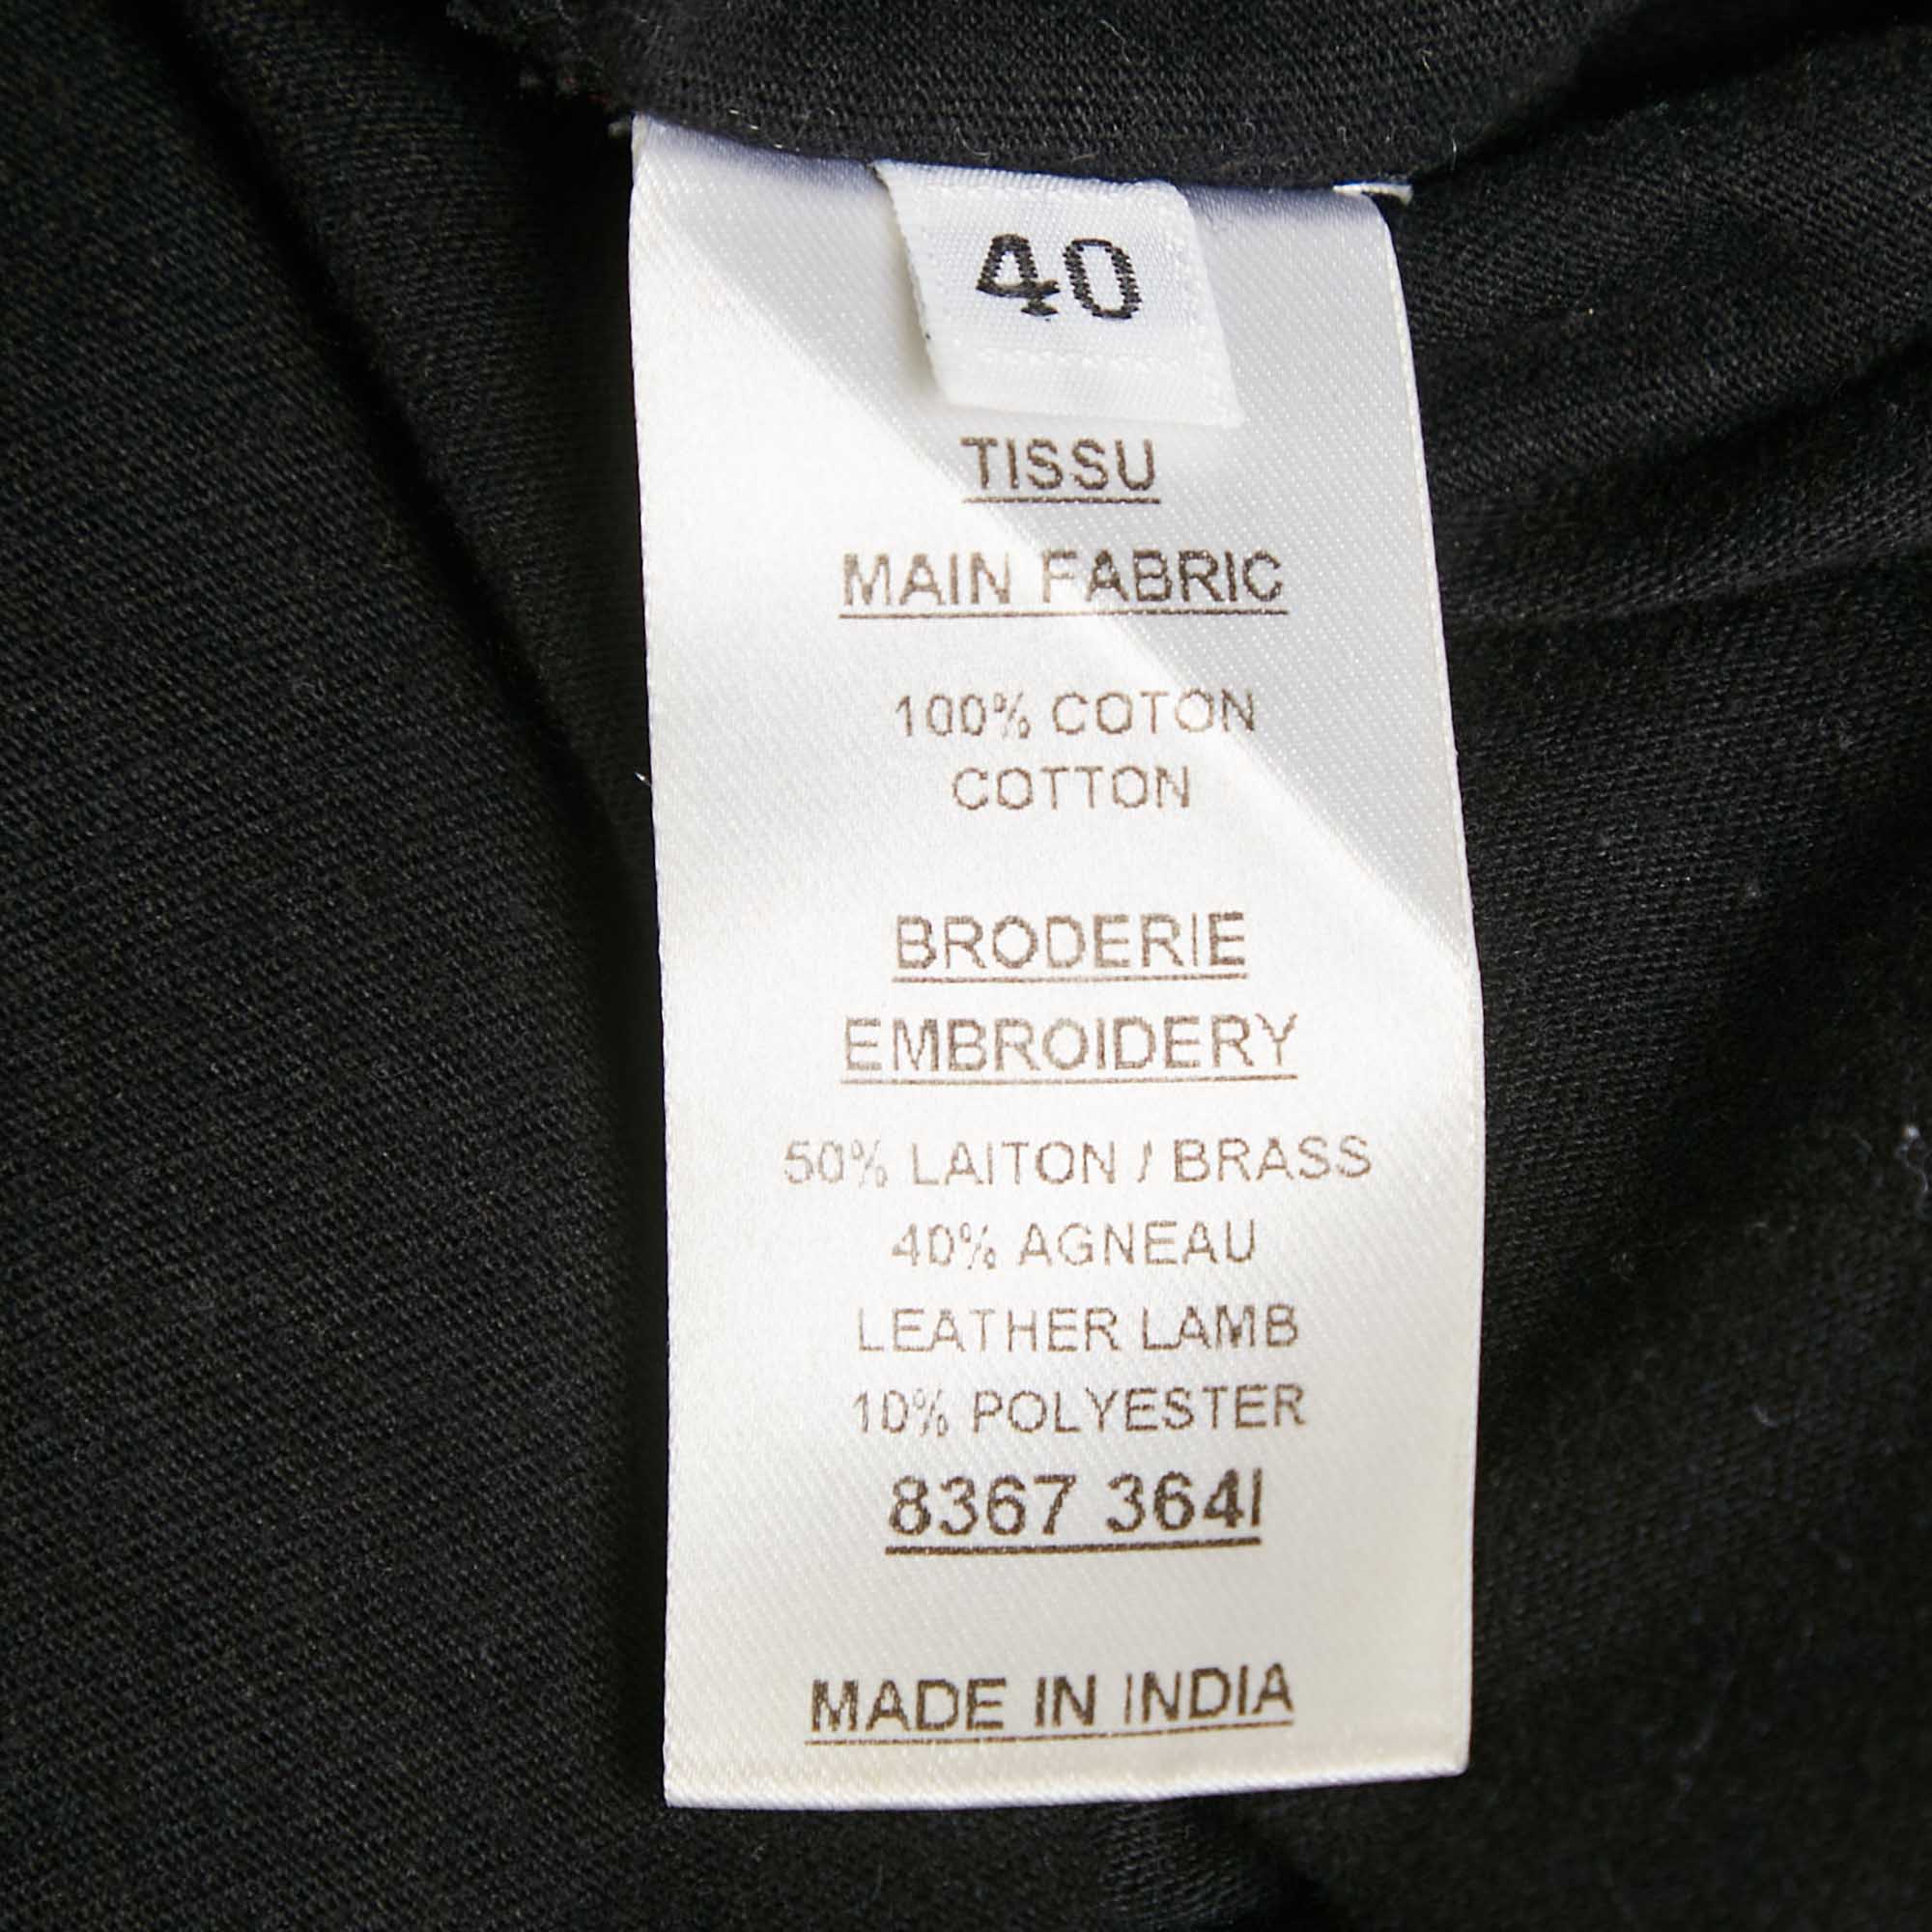 40
TISSU
MAIN FABRIC
100% COTON
COTTON
BRODERIE
EMBROIDERY
50% LAITON / BRASS
40% AGNEAU
LEATHER LAMB
10% POLYESTER
8367 364I
MADE IN INDIA